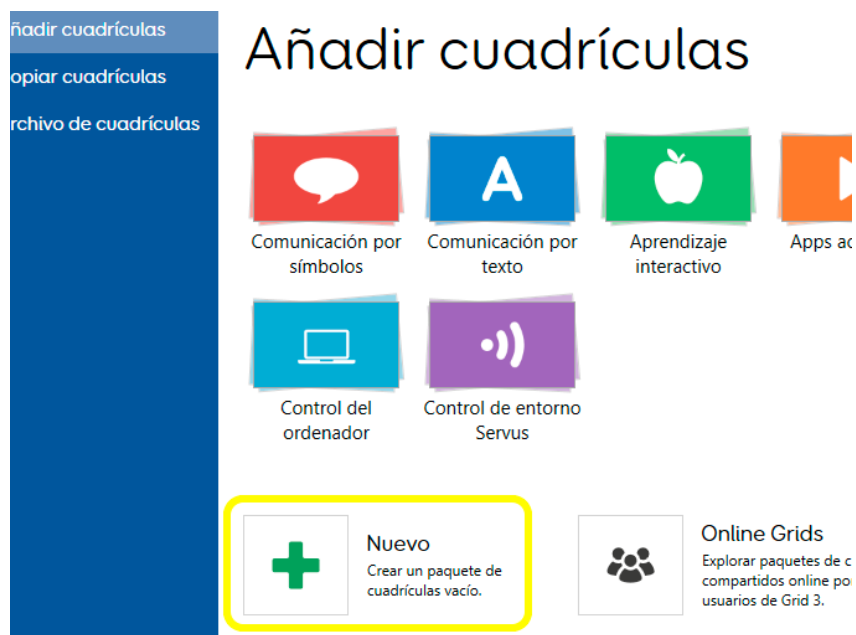 ñadir cuadrículas
opiar cuadrículas
rchivo de cuadrículas
Añadir cuadrículas
A
Comunicación por
símbolos
Comunicación por
texto
Aprendizaje
interactivo
Apps ac
Control del
ordenador
Control de entorno
Servus
Nuevo
Crear un paquete de
cuadrículas vacío.
Online Grids
Explorar paquetes de c
compartidos online por
usuarios de Grid 3.